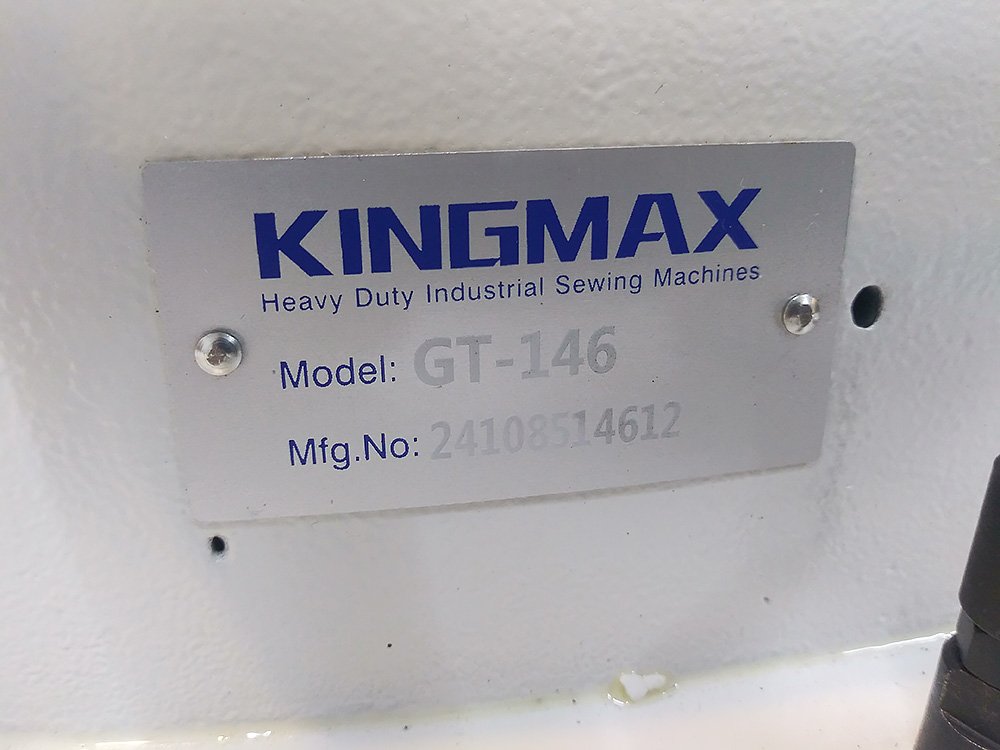 KINGMAX
Heavy Duty Industrial Sewing Machines
Model: GT-146
Mfg.No: 24108514612